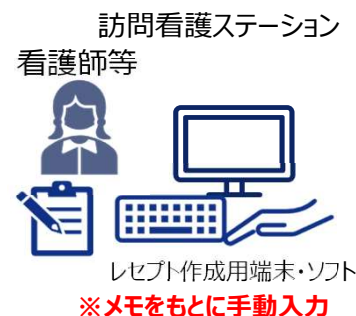 訪問看護ステーション
看護師等
レセプト作成用端末・ソフト
※メモをもとに手動入力